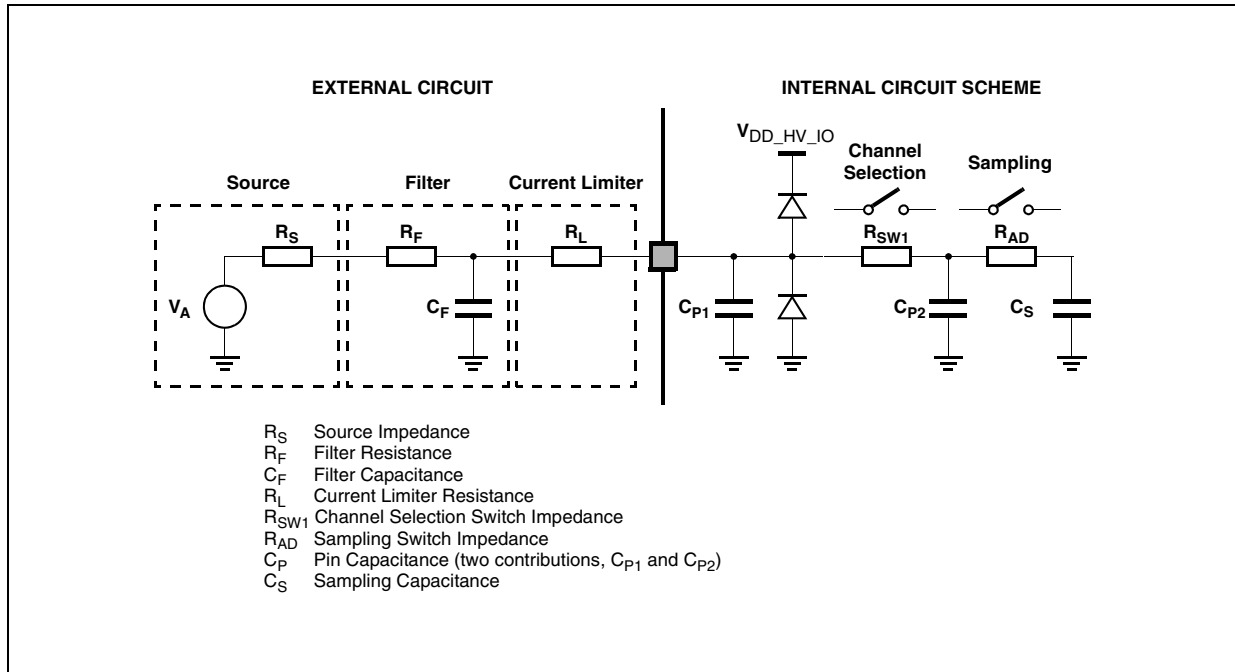 EXTERNAL CIRCUIT
INTERNAL CIRCUIT SCHEME
VDD_HV_IO
Channel
Selection
Sampling
Source
Filter
Current Limiter
RS
RF
RL
RSW1
RAD
VA
CF
CP1
CP2
CS
RS Source Impedance
RF Filter Resistance
CF Filter Capacitance
RL Current Limiter Resistance
RSW1 Channel Selection Switch Impedance
RAD Sampling Switch Impedance
CP Pin Capacitance (two contributions, CP1 and CP2)
CS Sampling Capacitance